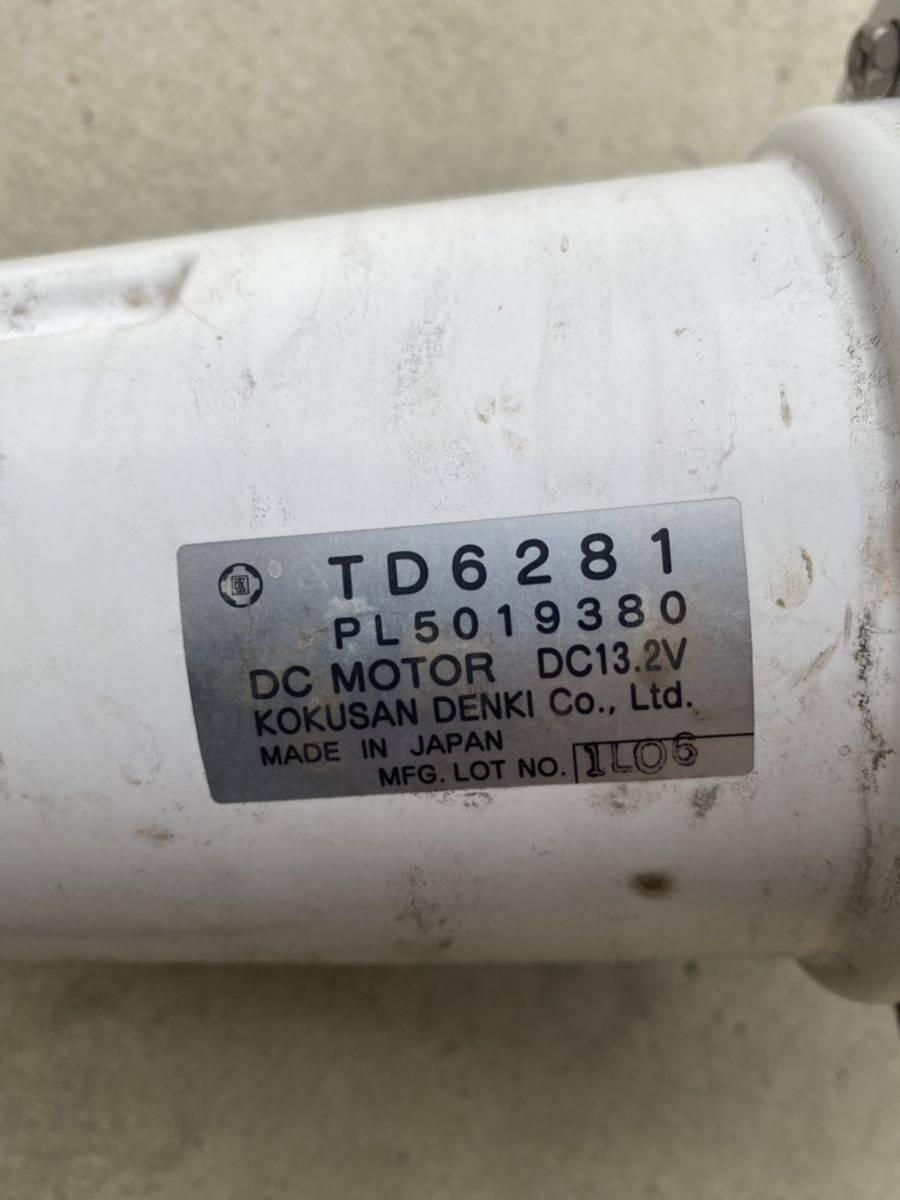 TD6281
PL5019380
DC MOTOR DC13.2V
KOKUSAN DENKI Co., Ltd.
MADE IN JAPAN
MFG. LOT NO. 1L06